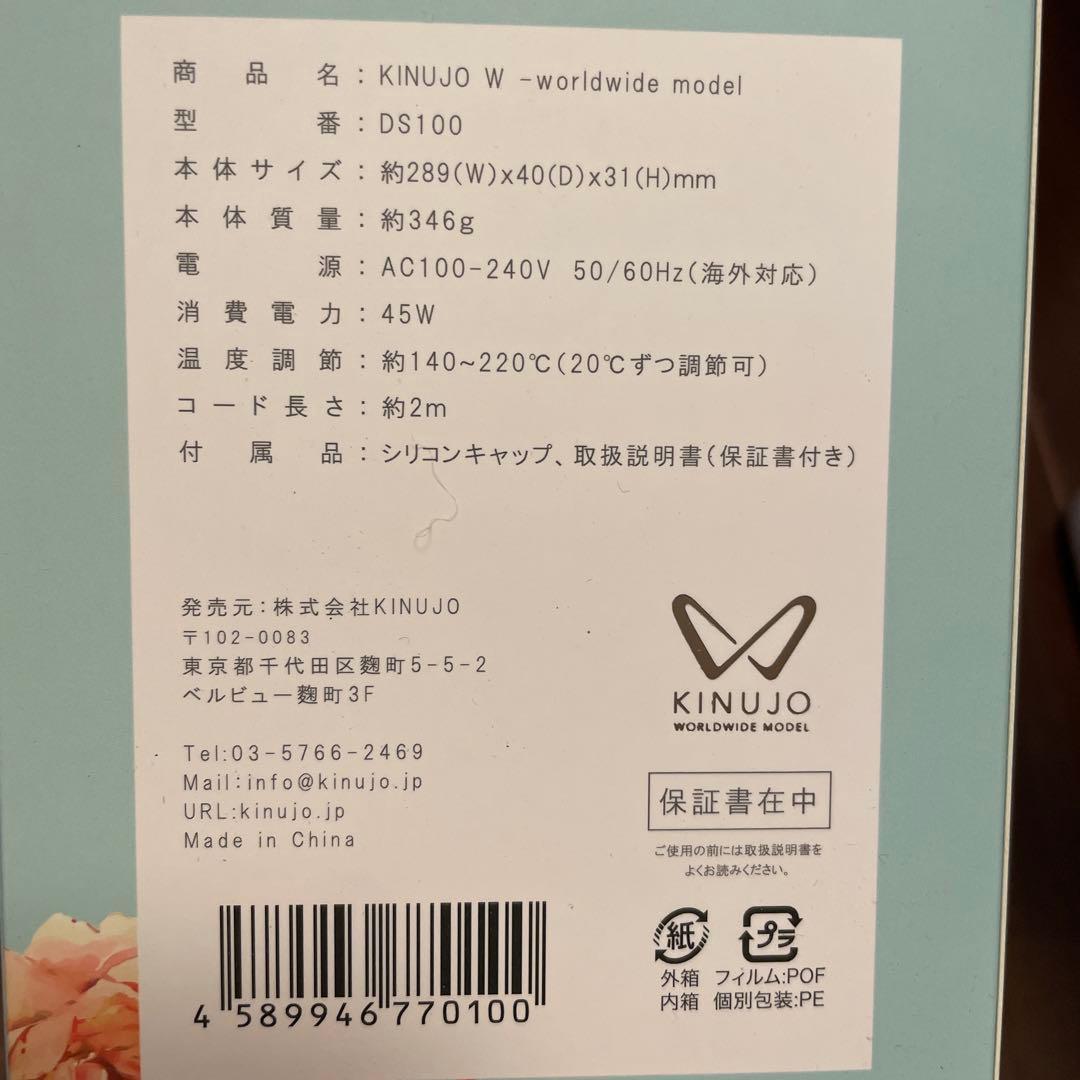 商品名：KINUJO W -worldwide model
型番：DS100
本体サイズ：約289(W)x40(D)x31(H)mm
本体質量：約346g
電源：AC100-240V 50/60Hz(海外対応)
消費電力：45W
温度調節：約140~220℃(20℃ずつ調節可)
コード長さ：約2m
付属品：シリコンキャップ、取扱説明書(保証書付き)
発売元：株式会社KINUJO
〒102-0083
東京都千代田区麹町5-5-2
ベルビュー麹町3F
Tel:03-5766-2469
Mail:info@kinujo.jp
URL:kinujo.jp
Made in China
KINUJO
WORLDWIDE MODEL
保証書在中
ご使用の前には取扱説明書を
よくお読みください。
紙 プラ
外箱 フィルム:POF
内箱 個別包装:PE
4 589946 770100